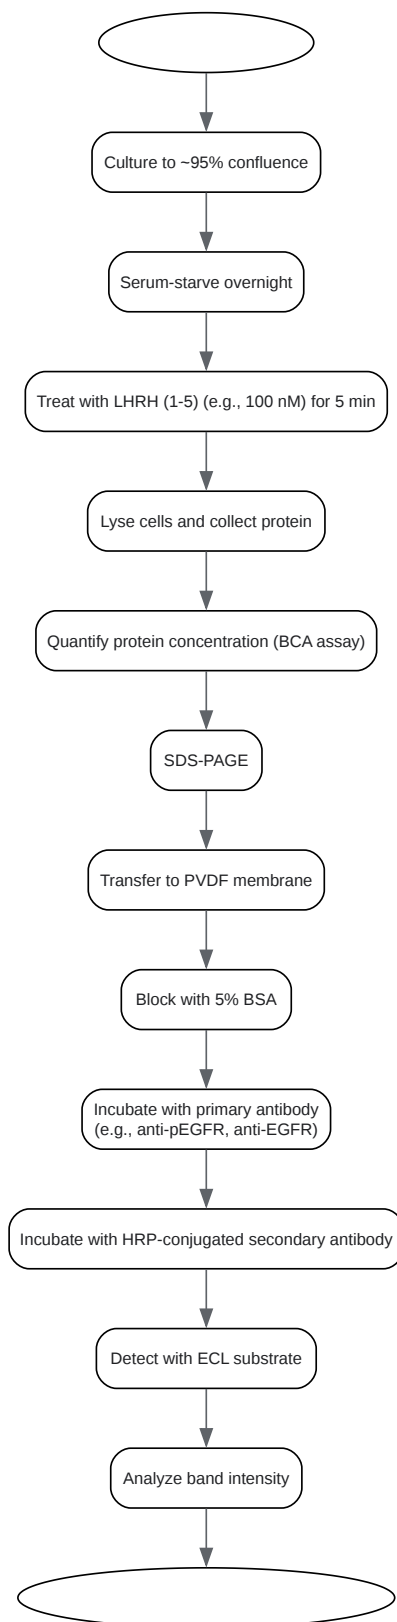 Culture to ~95% confluence
Serum-starve overnight
Treat with LHRH (1-5) (e.g., 100 nM) for 5 min
Lyse cells and collect protein
Quantify protein concentration (BCA assay)
SDS-PAGE
Transfer to PVDF membrane
Block with 5% BSA
Incubate with primary antibody
(e.g., anti-pEGFR, anti-EGFR)
Incubate with HRP-conjugated secondary antibody
Detect with ECL substrate
Analyze band intensity